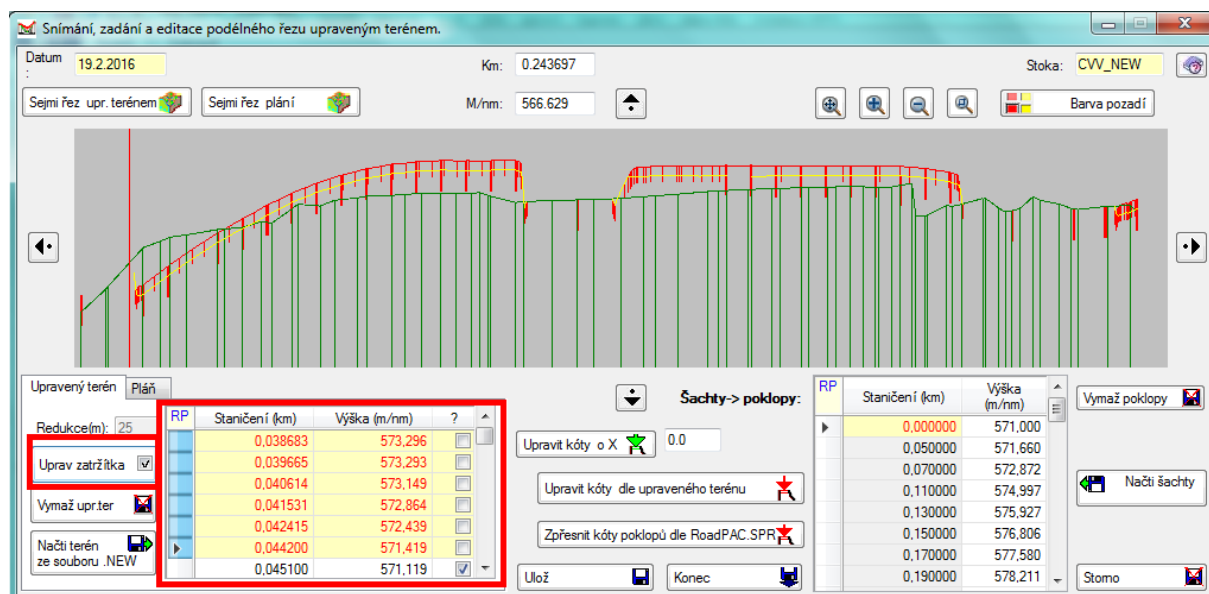 Snímání, zadání a editace podélného řezu upraveným terénem.
Datum : 19.2.2016
Km: 0.243697
Stoka: CVV_NEW
Sejmi řez upr. terénem
Sejmi řez plání
M/nm: 566.629
Barva pozadí
Upravený terén
Pláň
Redukce(m): 25
Uprav zatržítka
Vymaž upr.ter
Načti terén
ze souboru .NEW
RP Staničení (km) Výška (m/nm) ?
0,038683 573,296
0,039665 573,293
0,040614 573,149
0,041531 572,864
0,042415 572,439
0,044200 571,419
0,045100 571,119
Šachty-> poklopy:
Upravit kóty o X 0.0
Upravit kóty dle upraveného terénu
Zpřesnit kóty poklopů dle RoadPAC.SPR
Ulož
Konec
RP Staničení (km) Výška
(m/nm)
0,000000 571,000
0,050000 571,660
0,070000 572,872
0,110000 574,997
0,130000 575,927
0,150000 576,806
0,170000 577,580
0,190000 578,211
Vymaž poklopy
Načti šachty
Storno